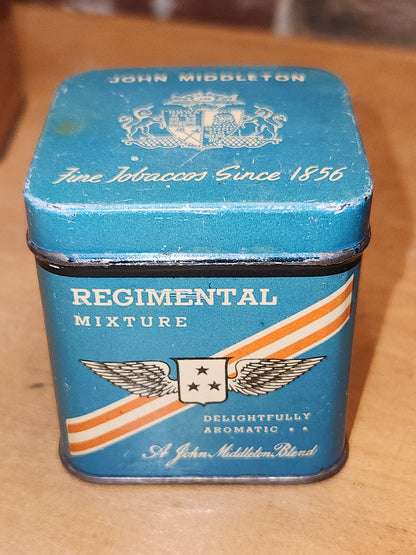 JOHN MIDDLETON
Fine Tobaccos Since 1856
REGIMENTAL
MIXTURE
DELIGHTFULLY
AROMATIC
A John Middleton Blend